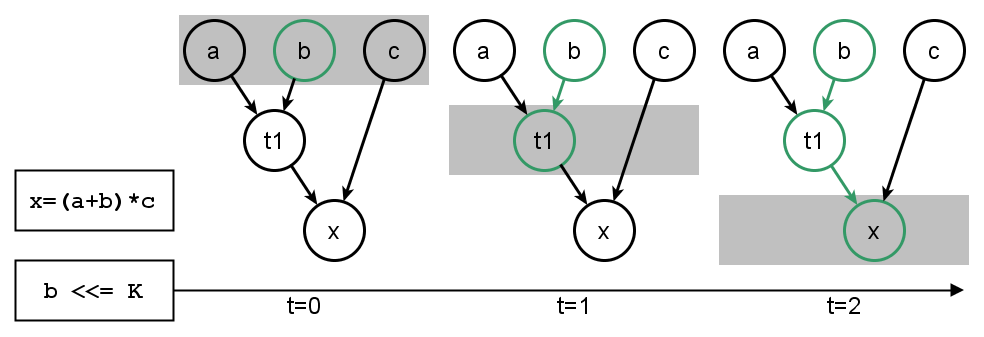 a b c a b c a b c
t1 t1 t1
x=(a+b)*c
x x x
b <<= K
t=0 t=1 t=2